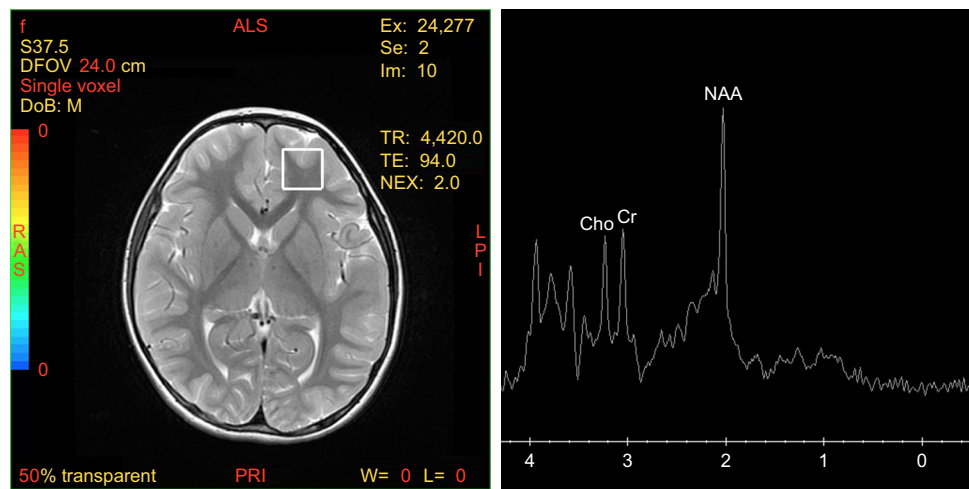 f
S37.5
DFOV 24.0 cm
Single voxel
DoB: M
ALS
Ex: 24,277
Se: 2
Im: 10
0
TR: 4,420.0
TE: 94.0
NEX: 2.0
R
A
S
L
P
I
0
50% transparent
PRI
W= 0 L= 0
NAA
Cho
Cr
4
3
2
1
0